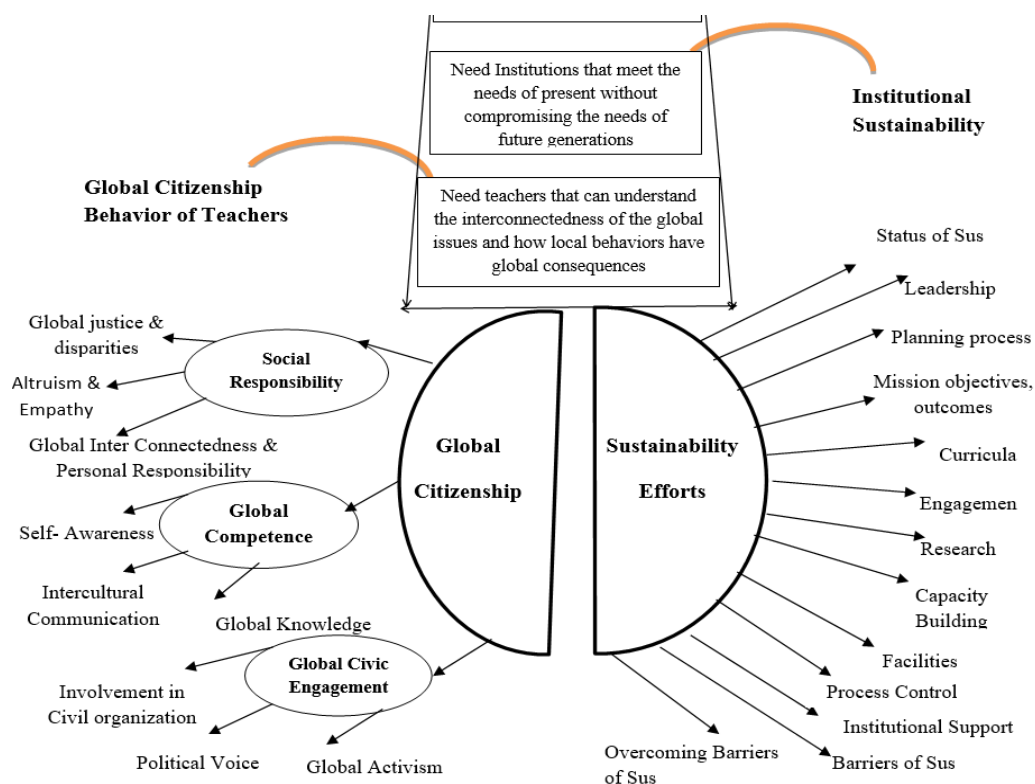 Need Institutions that meet the
needs of present without
compromising the needs of
future generations
Institutional
Sustainability
Global Citizenship
Behavior of Teachers
Need teachers that can understand
the interconnectedness of the global
issues and how local behaviors have
global consequences
Global justice &
disparities
Social
Responsibility
Altruism &
Empathy
Global Inter Connectedness &
Personal Responsibility
Global
Competence
Self- Awareness
Intercultural
Communication
Global Knowledge
Global Civic
Engagement
Involvement in
Civil organization
Political Voice
Global Activism
Global
Citizenship
Sustainability
Efforts
Status of Sus
Leadership
Planning process
Mission objectives,
outcomes
Curricula
Engagemen
Research
Capacity
Building
Facilities
Process Control
Institutional Support
Barriers of Sus
Overcoming Barriers
of Sus